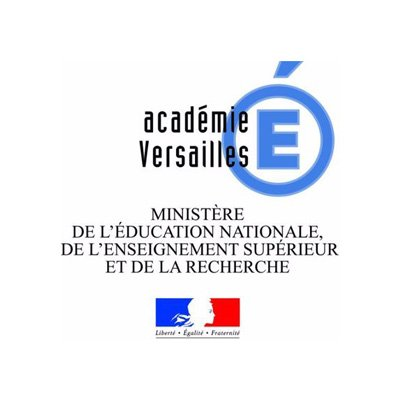 académie
Versailles
É
MINISTÈRE
DE L'ÉDUCATION NATIONALE,
DE L'ENSEIGNEMENT SUPÉRIEUR
ET DE LA RECHERCHE
Liberté • Égalité • Fraternité